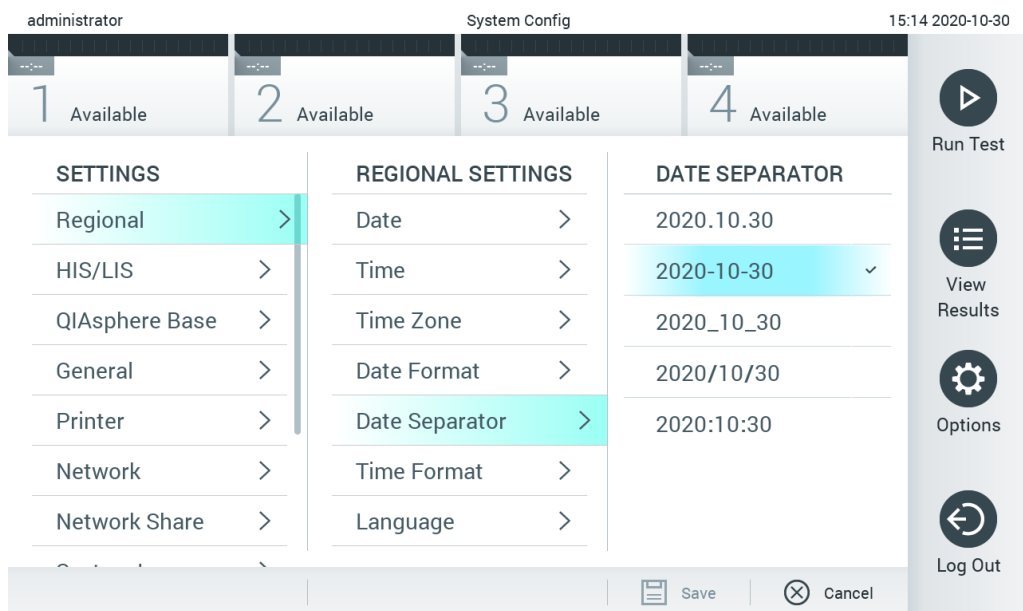 administrator System Config 15:14 2020-10-30
--:-- --:-- --:-- --:--
1 Available 2 Available 3 Available 4 Available
Run Test
View
Results
Options
Log Out
SETTINGS
Regional
HIS/LIS
QIAsphere Base
General
Printer
Network
Network Share
REGIONAL SETTINGS
Date
Time
Time Zone
Date Format
Date Separator
Time Format
Language
DATE SEPARATOR
2020.10.30
2020-10-30
2020_10_30
2020/10/30
2020:10:30
Save Cancel